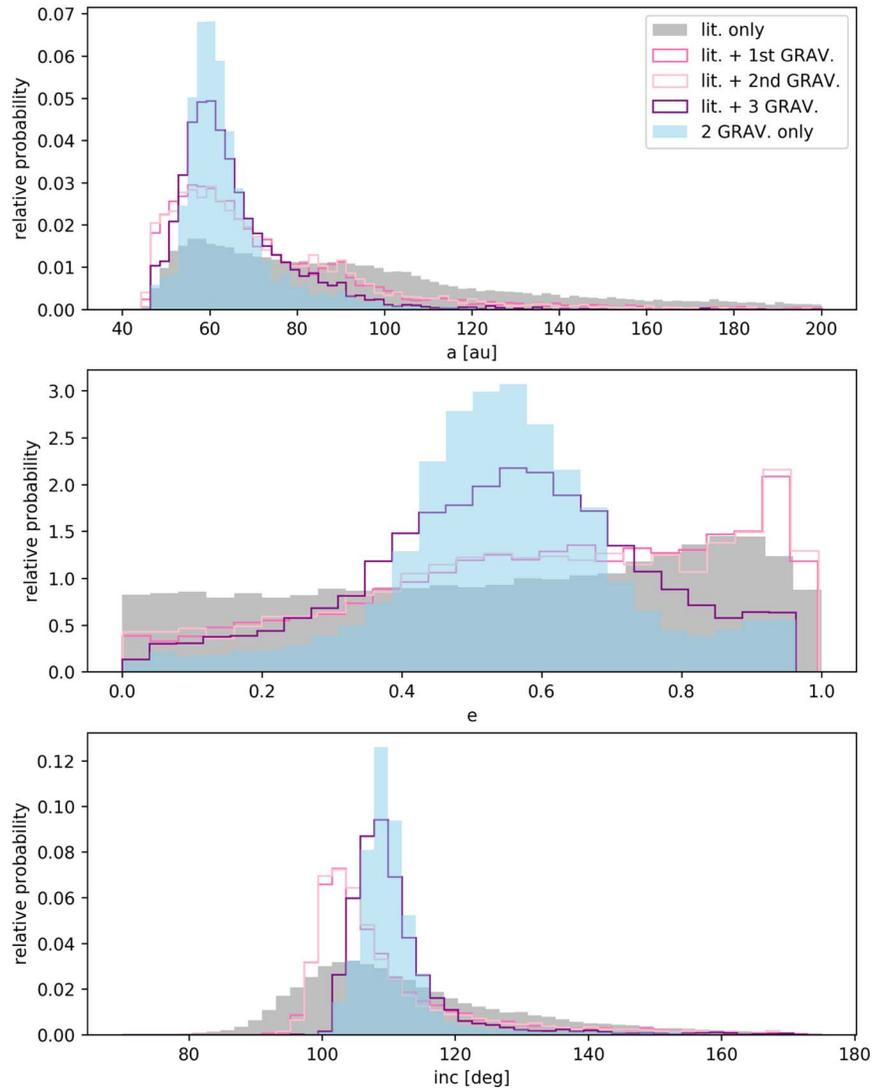 0.07
0.06
0.05
0.04
0.03
0.02
0.01
0.00
relative probability
lit. only
lit. + 1st GRAV.
lit. + 2nd GRAV.
lit. + 3 GRAV.
2 GRAV. only
40 60 80 100 120 140 160 180 200
a [au]
3.0
2.5
2.0
1.5
1.0
0.5
0.0
relative probability
0.0 0.2 0.4 0.6 0.8 1.0
e
0.12
0.10
0.08
0.06
0.04
0.02
0.00
relative probability
80 100 120 140 160 180
inc [deg]